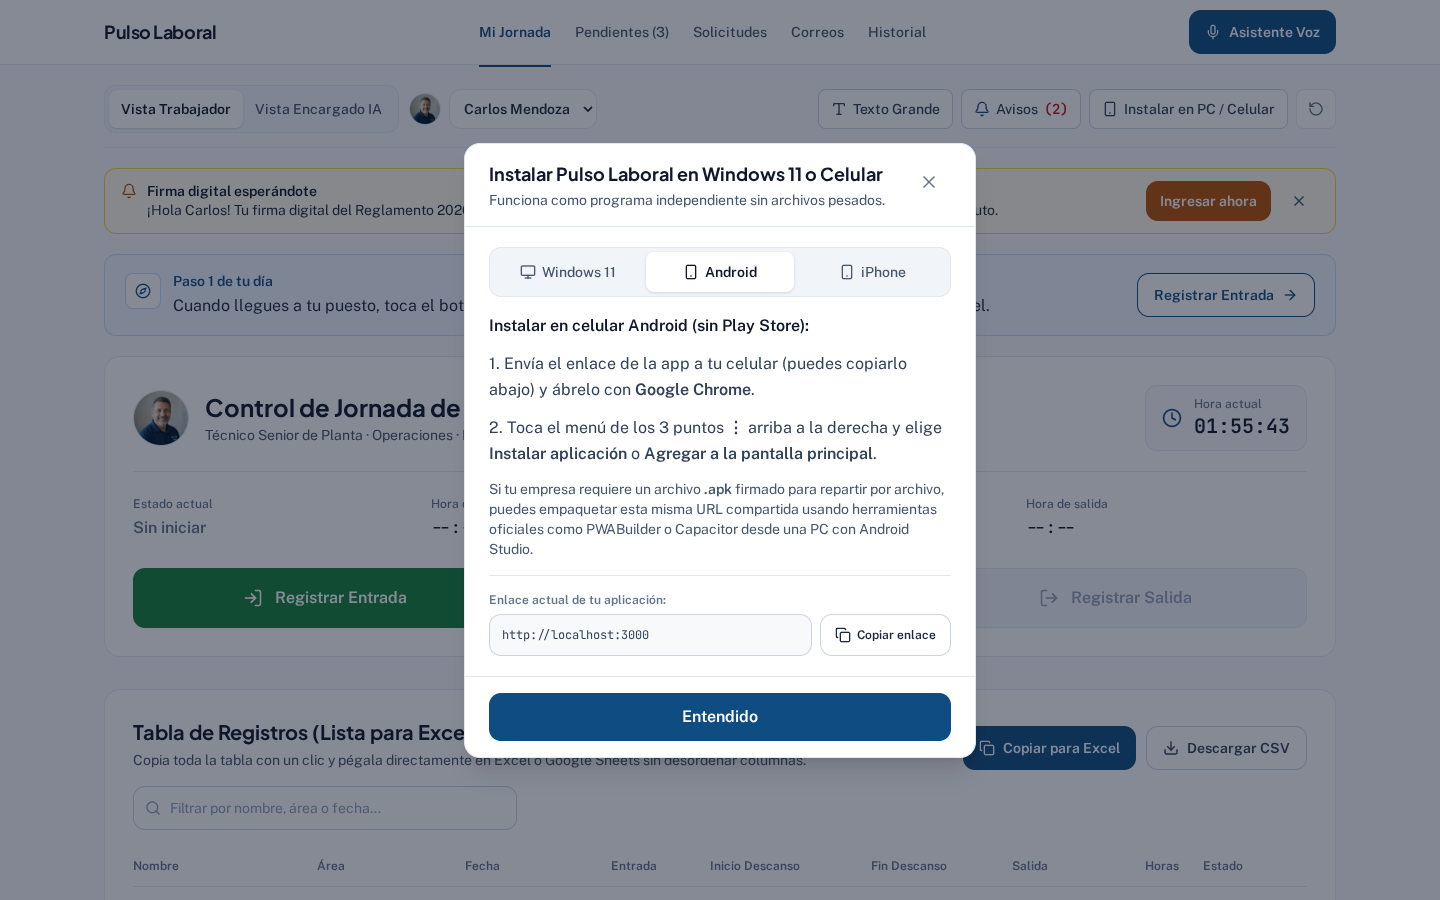 Pulso Laboral
Mi Jornada
Pendientes (3)
Solicitudes
Correos
Historial
Asistente Voz
Vista Trabajador
Vista Encargado IA
Carlos Mendoza
Texto Grande
Avisos (2)
Instalar en PC / Celular
Firma digital esperándote
¡Hola Carlos! Tu firma digital del Reglamento 202
uto.
Ingresar ahora
Paso 1 de tu día
Cuando llegues a tu puesto, toca el bot
el.
Registrar Entrada
Control de Jornada de
Técnico Senior de Planta · Operaciones ·
Hora actual
01:55:43
Estado actual
Sin iniciar
Hora
--:
Hora de salida
--:--
Registrar Entrada
Registrar Salida
Instalar Pulso Laboral en Windows 11 o Celular
Funciona como programa independiente sin archivos pesados.
Windows 11
Android
iPhone
Instalar en celular Android (sin Play Store):
1. Envía el enlace de la app a tu celular (puedes copiarlo
abajo) y ábrelo con Google Chrome.
2. Toca el menú de los 3 puntos ⋮ arriba a la derecha y elige
Instalar aplicación o Agregar a la pantalla principal.
Si tu empresa requiere un archivo .apk firmado para repartir por archivo,
puedes empaquetar esta misma URL compartida usando herramientas
oficiales como PWABuilder o Capacitor desde una PC con Android
Studio.
Enlace actual de tu aplicación:
http://localhost:3000
Copiar enlace
Entendido
Tabla de Registros (Lista para Exce
Copia toda la tabla con un clic y pégala directamente en Excel o Google Sheets sin desordenar columnas.
Copiar para Excel
Descargar CSV
Filtrar por nombre, área o fecha...
Nombre
Área
Fecha
Entrada
Inicio Descanso
Fin Descanso
Salida
Horas
Estado